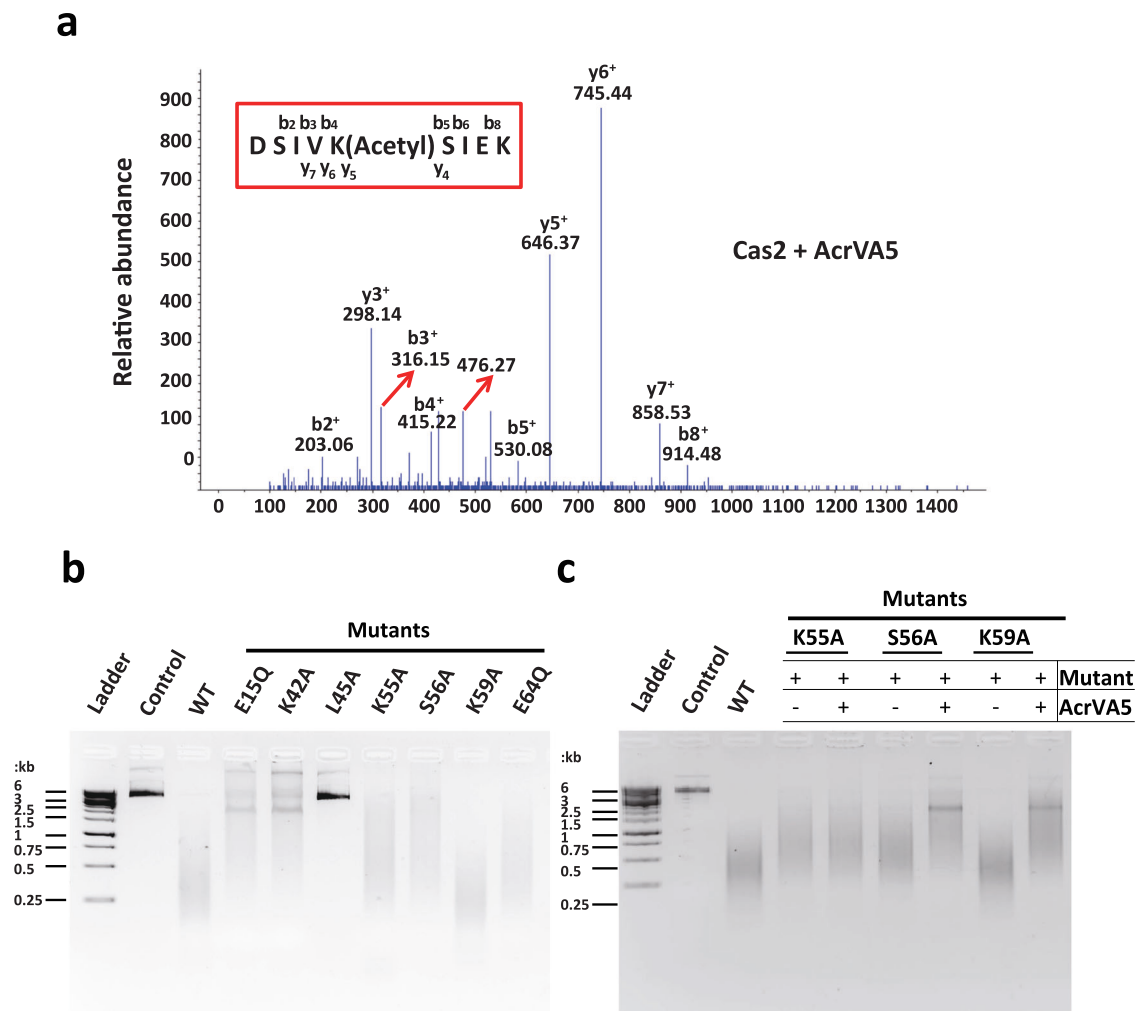 a
Relative abundance
900
800
700
600
500
400
300
200
100
0
b2 b3 b4 b5 b6 b8
D S I V K(Acetyl) S I E K
y7 y6 y5 y4
y6+
745.44
y5+
646.37
Cas2 + AcrVA5
y3+
298.14
b3+
316.15
476.27
b4+
415.22
y7+
858.53
b2+
203.06
b5+
530.08
b8+
914.48
0 100 200 300 400 500 600 700 800 900 1000 1100 1200 1300 1400
b
Mutants
Ladder Control WT E15Q K42A L45A K55A S56A K59A E64Q
:kb
6
3
2.5
1.5
1
0.75
0.5
0.25
c
Mutants
K55A S56A K59A
Ladder Control WT
+ + + + + + Mutant
- + - + - + AcrVA5
:kb
6
3
2.5
1.5
1
0.75
0.5
0.25